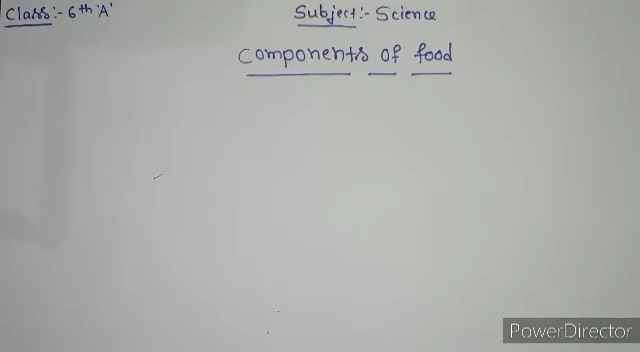 Class:- 6th 'A'
Subject:- Science
Components of food
PowerDirector